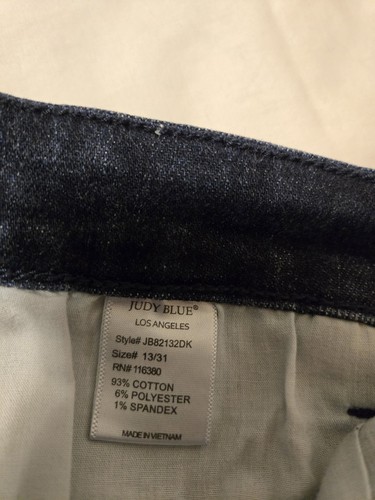 JUDY BLUE©
LOS ANGELES
Style# JB82132DK
Size# 13/31
RN# 116380
93% COTTON
6% POLYESTER
1% SPANDEX
MADE IN VIETNAM